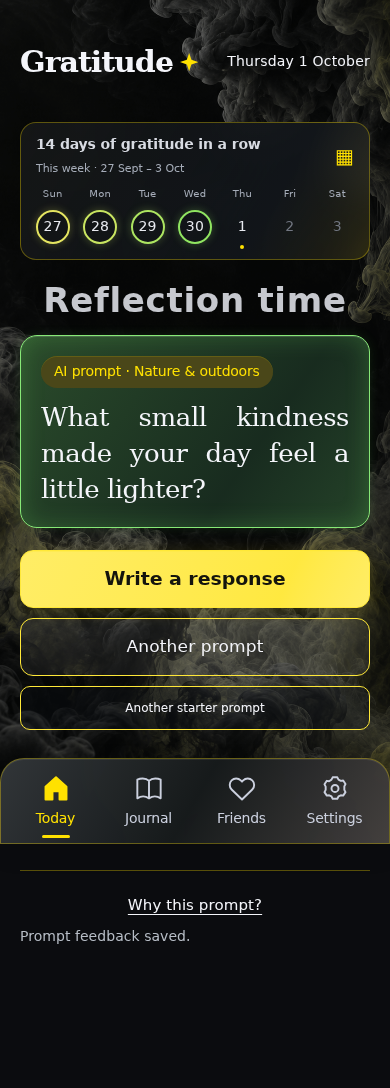 Gratitude
Thursday 1 October
14 days of gratitude in a row
This week · 27 Sept – 3 Oct
Sun Mon Tue Wed Thu Fri Sat
27 28 29 30 1 2 3
Reflection time
AI prompt · Nature & outdoors
What small kindness
made your day feel a
little lighter?
Write a response
Another prompt
Another starter prompt
Today Journal Friends Settings
Why this prompt?
Prompt feedback saved.